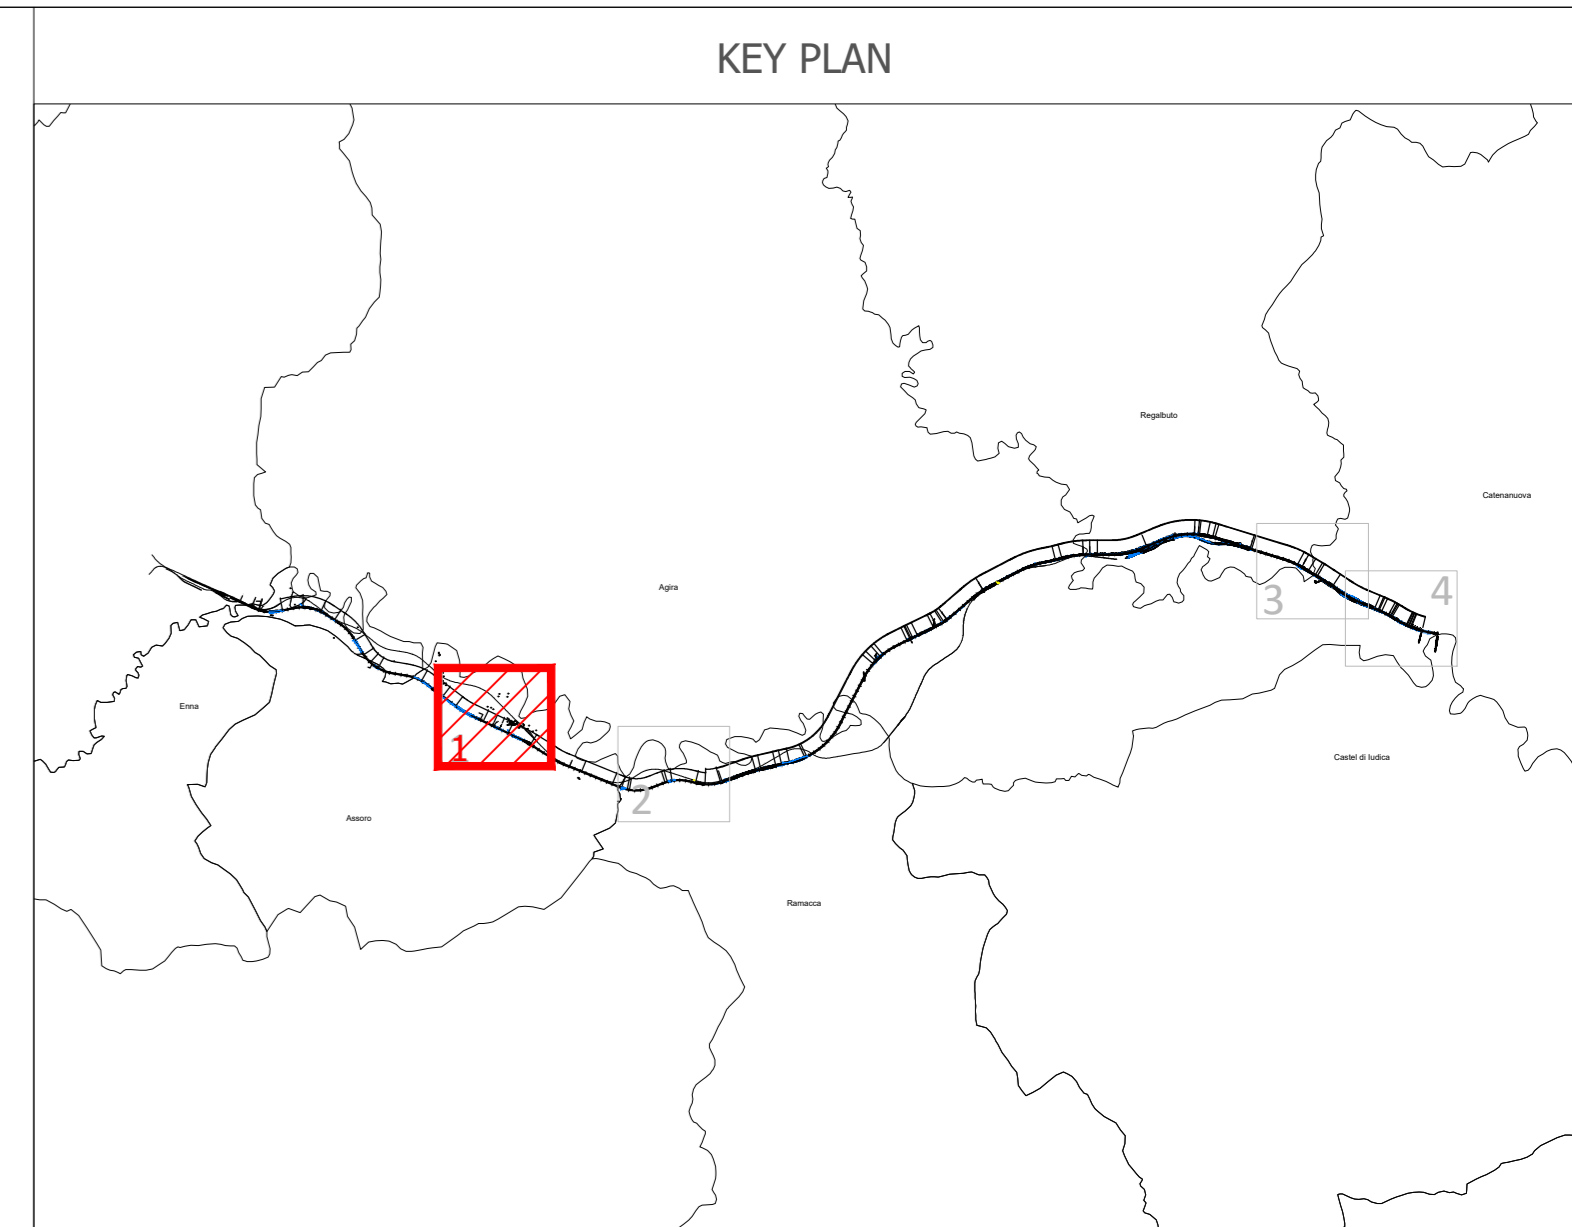 KEY PLAN
Regalbuto
Catenanuova
Agira
3
4
Enna
1
Castel di Iudica
2
Assoro
Ramacca